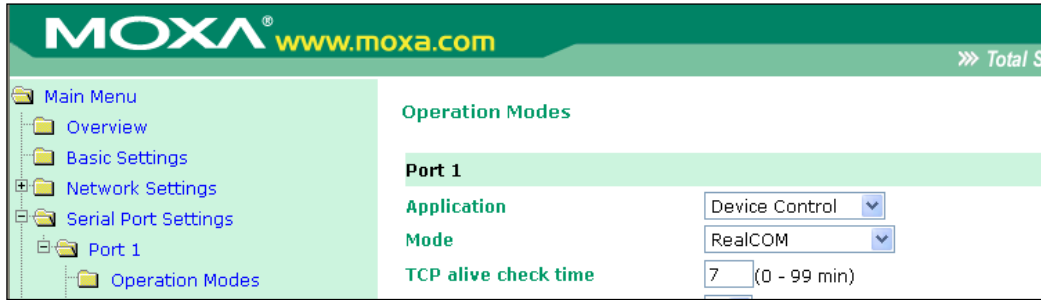 MOXA® www.moxa.com
Total S
Main Menu
Overview
Basic Settings
Network Settings
Serial Port Settings
Port 1
Operation Modes
Operation Modes
Port 1
Application Device Control
Mode RealCOM
TCP alive check time 7 (0 - 99 min)